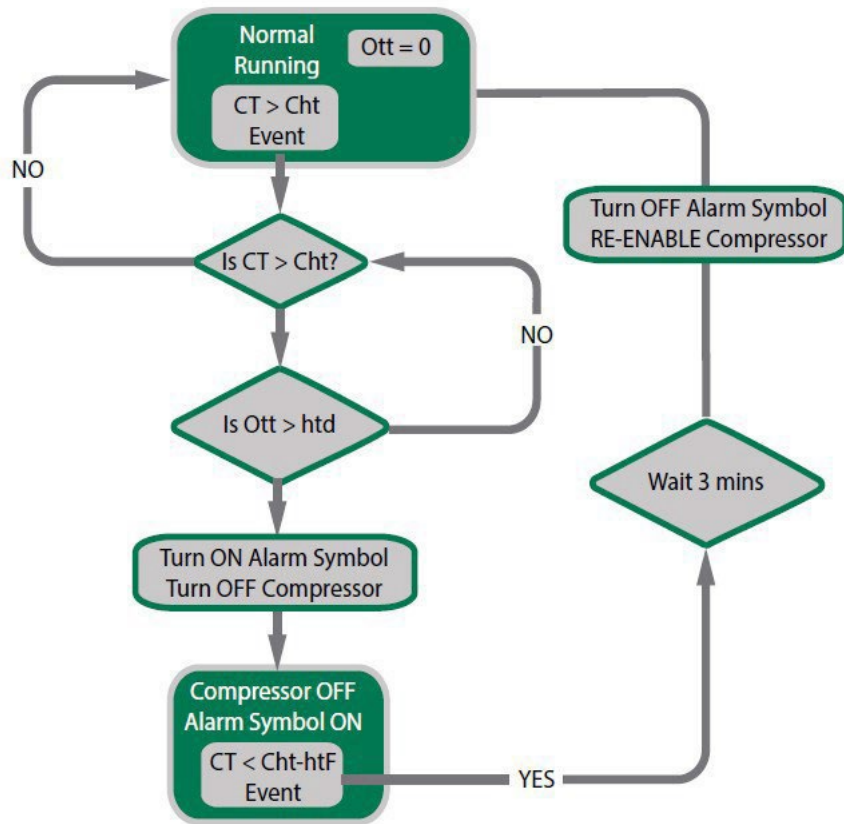 Normal
Running
Ott = 0
CT > Cht
Event
NO
Is CT > Cht?
NO
Is Ott > htd
Turn ON Alarm Symbol
Turn OFF Compressor
Compressor OFF
Alarm Symbol ON
CT < Cht-htF
Event
YES
Wait 3 mins
Turn OFF Alarm Symbol
RE-ENABLE Compressor